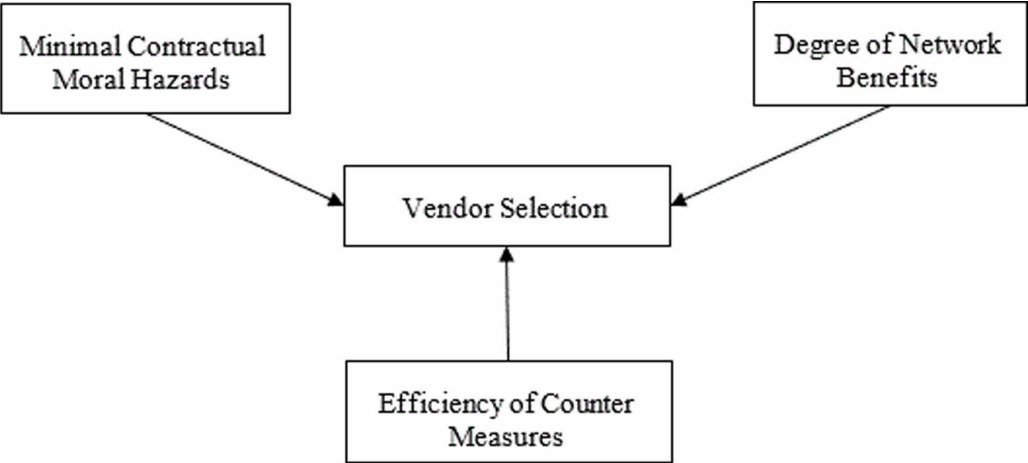 Minimal Contractual
Moral Hazards
Degree of Network
Benefits
Vendor Selection
Efficiency of Counter
Measures